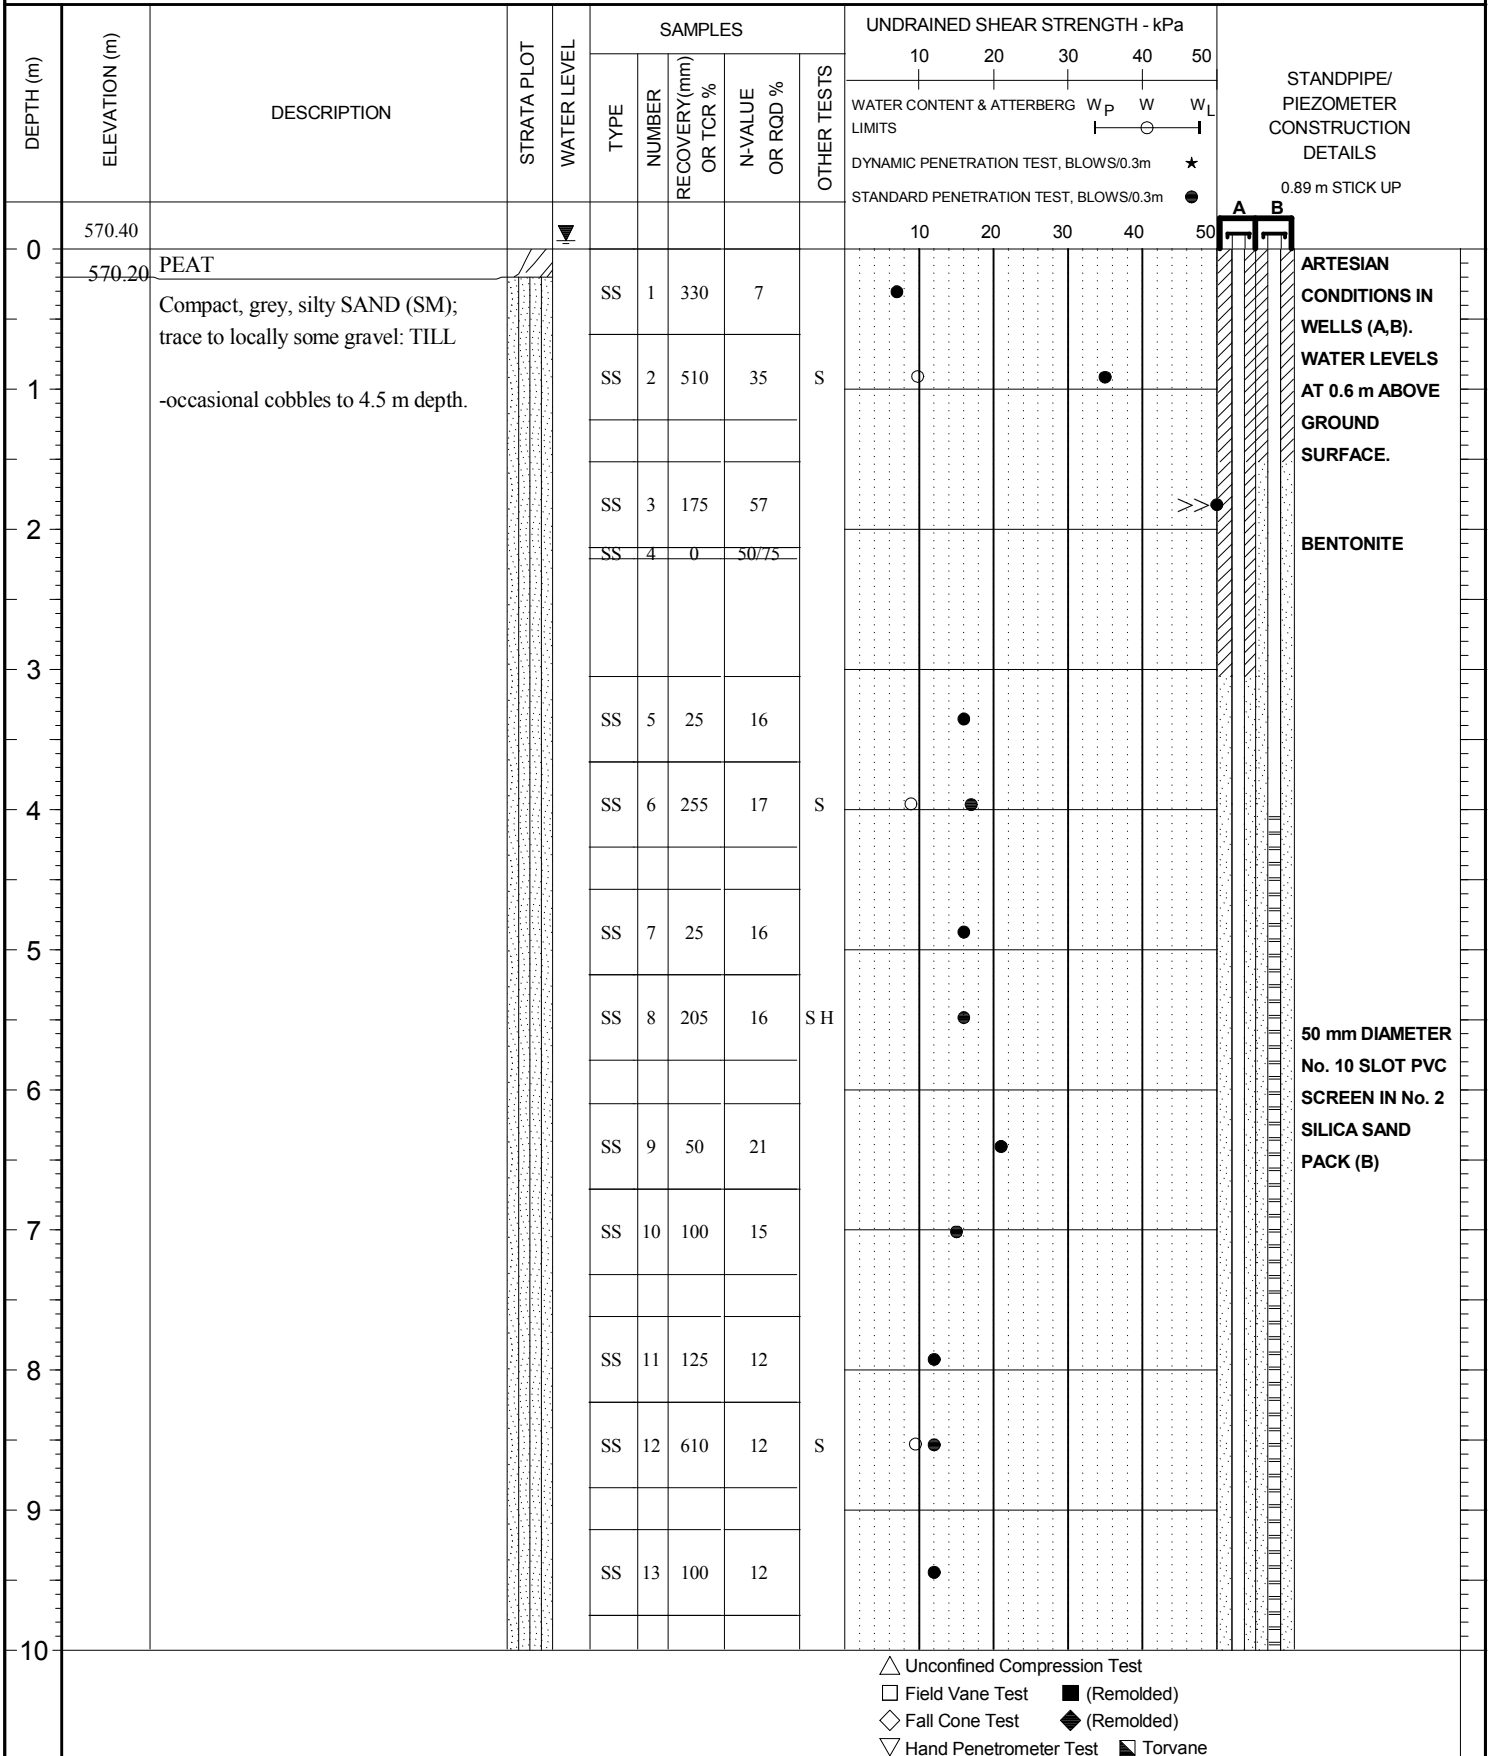 DEPTH (m)
ELEVATION (m)
DESCRIPTION
STRATA PLOT
WATER LEVEL
SAMPLES
TYPE
NUMBER
RECOVERY(mm)
OR TCR %
N-VALUE
OR RQD %
OTHER TESTS
UNDRAINED SHEAR STRENGTH - kPa
10 20 30 40 50
WATER CONTENT & ATTERBERG WP W WL
LIMITS
DYNAMIC PENETRATION TEST, BLOWS/0.3m ★
STANDARD PENETRATION TEST, BLOWS/0.3m ●
10 20 30 40 50
STANDPIPE/
PIEZOMETER
CONSTRUCTION
DETAILS
0.89 m STICK UP
A B
0
570.40
570.20 PEAT
Compact, grey, silty SAND (SM);
trace to locally some gravel: TILL
-occasional cobbles to 4.5 m depth.
SS 1 330 7
SS 2 510 35 S
1
SS 3 175 57 >>
2
SS 4 0 50/75
3
SS 5 25 16
SS 6 255 17 S
4
SS 7 25 16
5
SS 8 205 16 S H
6
SS 9 50 21
7
SS 10 100 15
SS 11 125 12
8
SS 12 610 12 S
9
SS 13 100 12
10
ARTESIAN
CONDITIONS IN
WELLS (A,B).
WATER LEVELS
AT 0.6 m ABOVE
GROUND
SURFACE.
BENTONITE
50 mm DIAMETER
No. 10 SLOT PVC
SCREEN IN No. 2
SILICA SAND
PACK (B)
△ Unconfined Compression Test
□ Field Vane Test ■ (Remolded)
◇ Fall Cone Test ◆ (Remolded)
▽ Hand Penetrometer Test Torvane